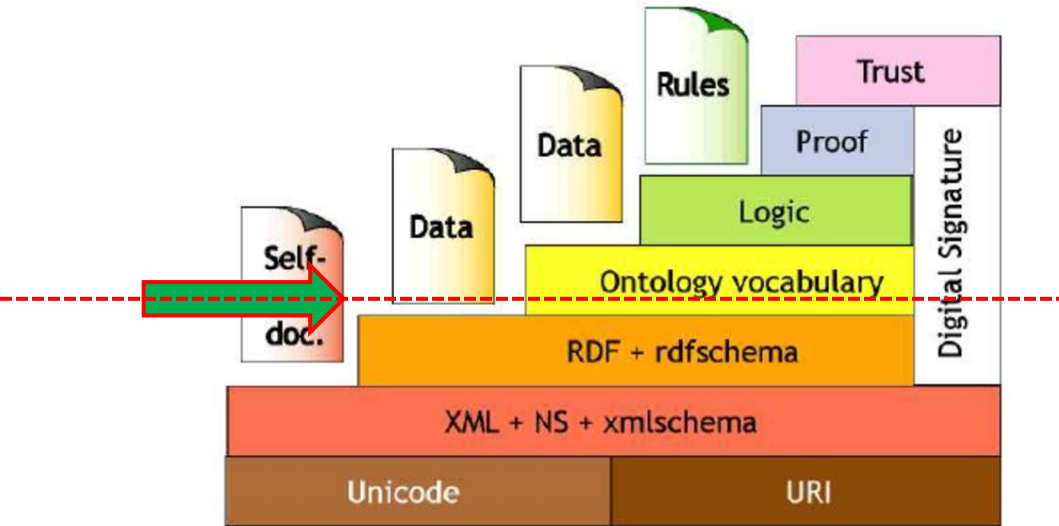 Rules
Trust
Data
Proof
Data
Logic
Digital Signature
Self-
doc.
Ontology vocabulary
RDF + rdfschema
XML + NS + xmlschema
Unicode
URI